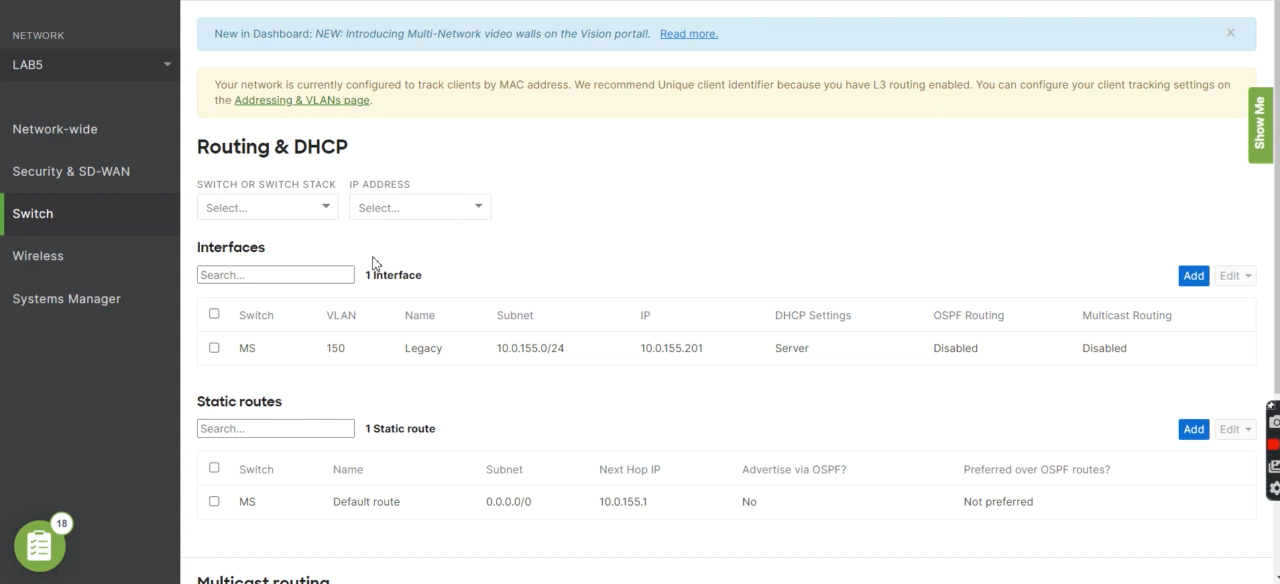 NETWORK
LAB5
Network-wide
Security & SD-WAN
Switch
Wireless
Systems Manager
18
New in Dashboard: NEW: Introducing Multi-Network video walls on the Vision portal!. Read more.
Your network is currently configured to track clients by MAC address. We recommend Unique client identifier because you have L3 routing enabled. You can configure your client tracking settings on
the Addressing & VLANs page.
Show Me
Routing & DHCP
SWITCH OR SWITCH STACK IP ADDRESS
Select... Select...
Interfaces
Search... 1 Interface Add Edit
Switch VLAN Name Subnet IP DHCP Settings OSPF Routing Multicast Routing
MS 150 Legacy 10.0.155.0/24 10.0.155.201 Server Disabled Disabled
Static routes
Search... 1 Static route Add Edit
Switch Name Subnet Next Hop IP Advertise via OSPF? Preferred over OSPF routes?
MS Default route 0.0.0.0/0 10.0.155.1 No Not preferred
Multicast routing